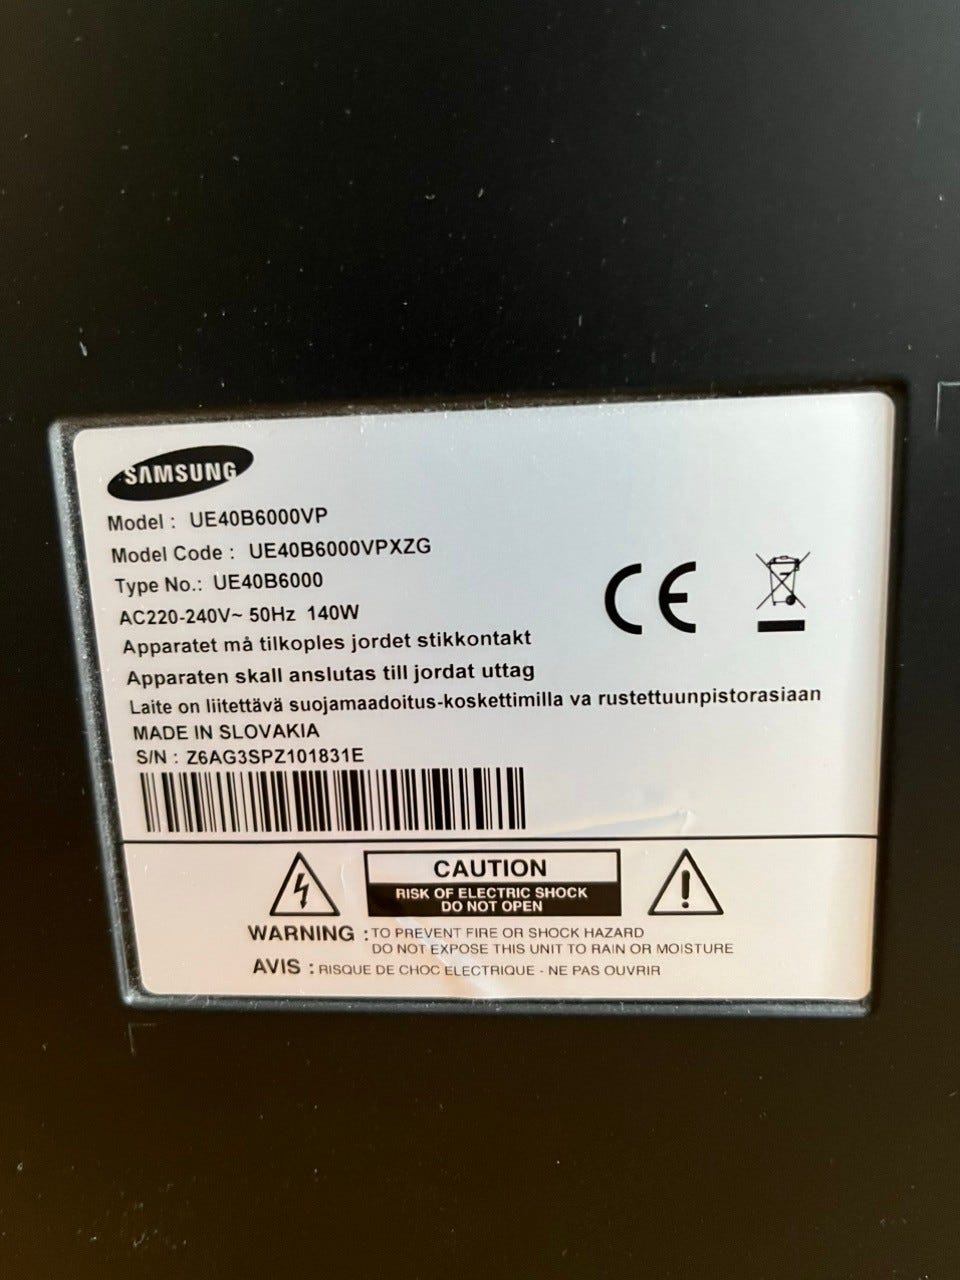 SAMSUNG
Model : UE40B6000VP
Model Code : UE40B6000VPXZG
Type No.: UE40B6000
AC220-240V~ 50Hz 140W
Apparatet må tilkoples jordet stikkontakt
Apparaten skall anslutas till jordat uttag
Laite on liitettävä suojamaadoitus-koskettimilla va rustettuunpistorasiaan
MADE IN SLOVAKIA
S/N : Z6AG3SPZ101831E
CE
CAUTION
RISK OF ELECTRIC SHOCK
DO NOT OPEN
WARNING : TO PREVENT FIRE OR SHOCK HAZARD
DO NOT EXPOSE THIS UNIT TO RAIN OR MOISTURE
AVIS : RISQUE DE CHOC ELECTRIQUE - NE PAS OUVRIR